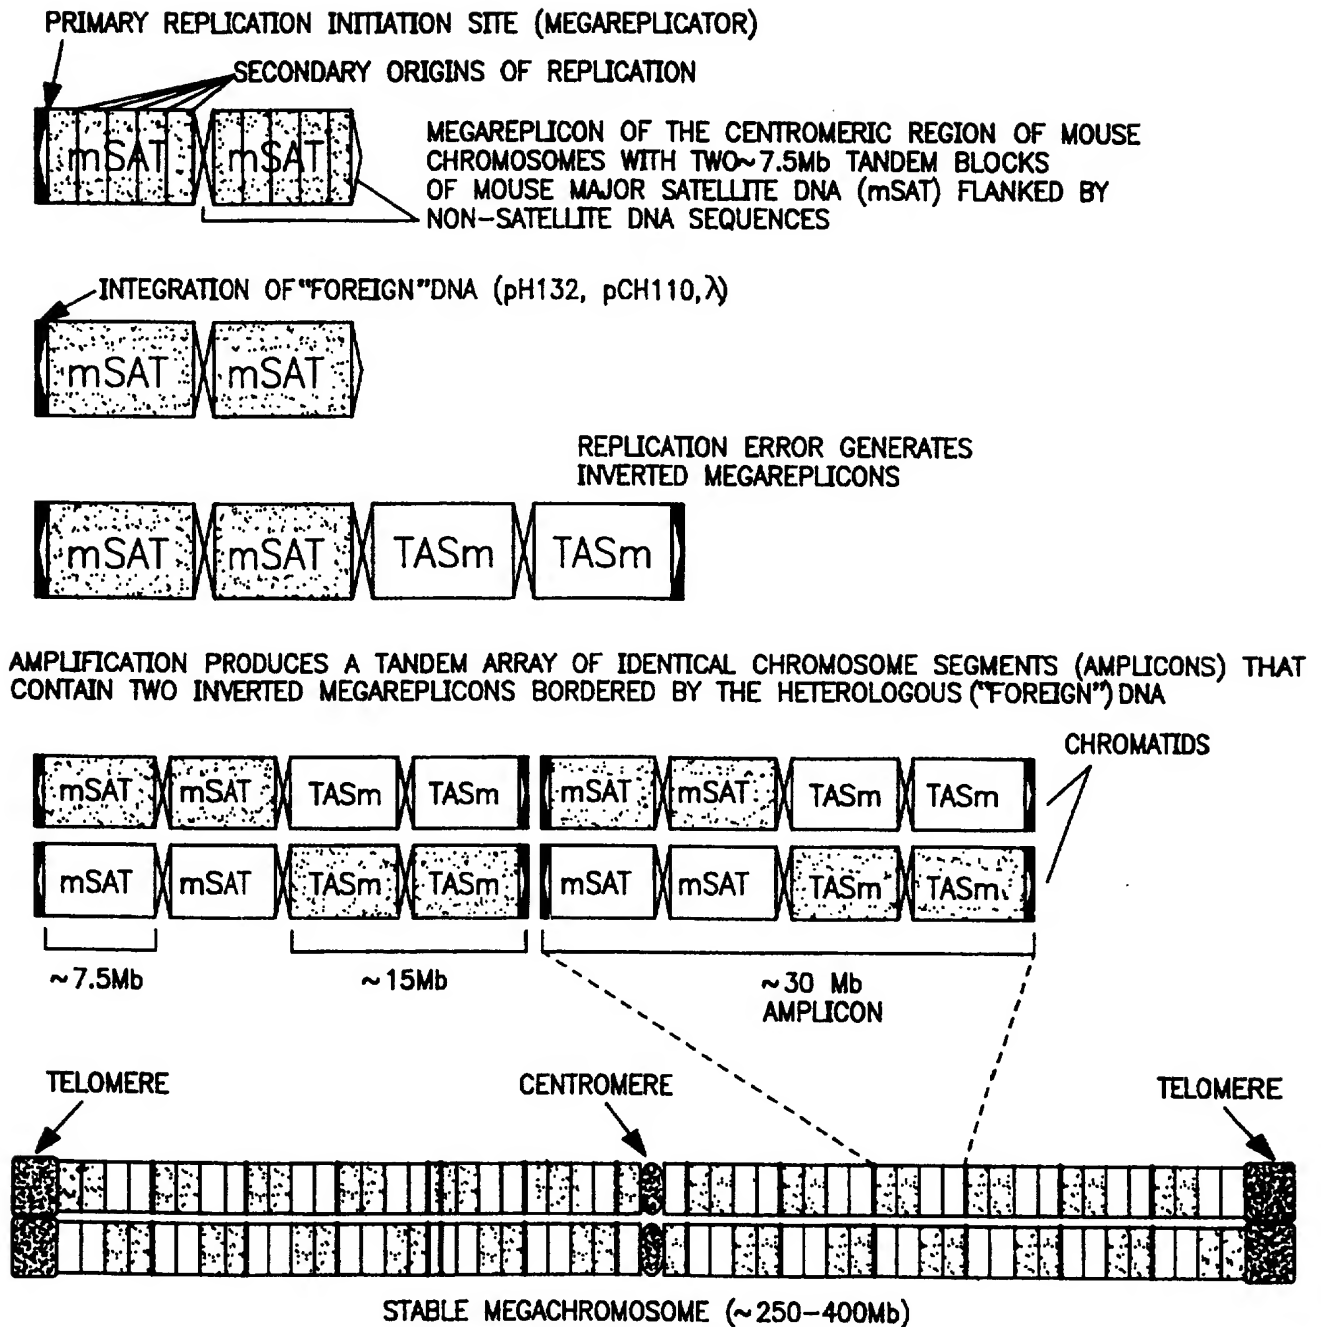 PRIMARY REPLICATION INITIATION SITE (MEGAREPLICATOR)
SECONDARY ORIGINS OF REPLICATION
mSAT mSAT
MEGAREPLICON OF THE CENTROMERIC REGION OF MOUSE
CHROMOSOMES WITH TWO~7.5Mb TANDEM BLOCKS
OF MOUSE MAJOR SATELLITE DNA (mSAT) FLANKED BY
NON-SATELLITE DNA SEQUENCES
INTEGRATION OF "FOREIGN" DNA (pH132, pCH110, λ)
mSAT mSAT
REPLICATION ERROR GENERATES
INVERTED MEGAREPLICONS
mSAT mSAT TASm TASm
AMPLIFICATION PRODUCES A TANDEM ARRAY OF IDENTICAL CHROMOSOME SEGMENTS (AMPLICONS) THAT
CONTAIN TWO INVERTED MEGAREPLICONS BORDERED BY THE HETEROLOGOUS ("FOREIGN") DNA
CHROMATIDS
mSAT mSAT TASm TASm mSAT mSAT TASm TASm
mSAT mSAT TASm TASm mSAT mSAT TASm TASm
~7.5Mb ~15Mb ~30 Mb
AMPLICON
TELOMERE CENTROMERE TELOMERE
STABLE MEGACHROMOSOME (~250-400Mb)